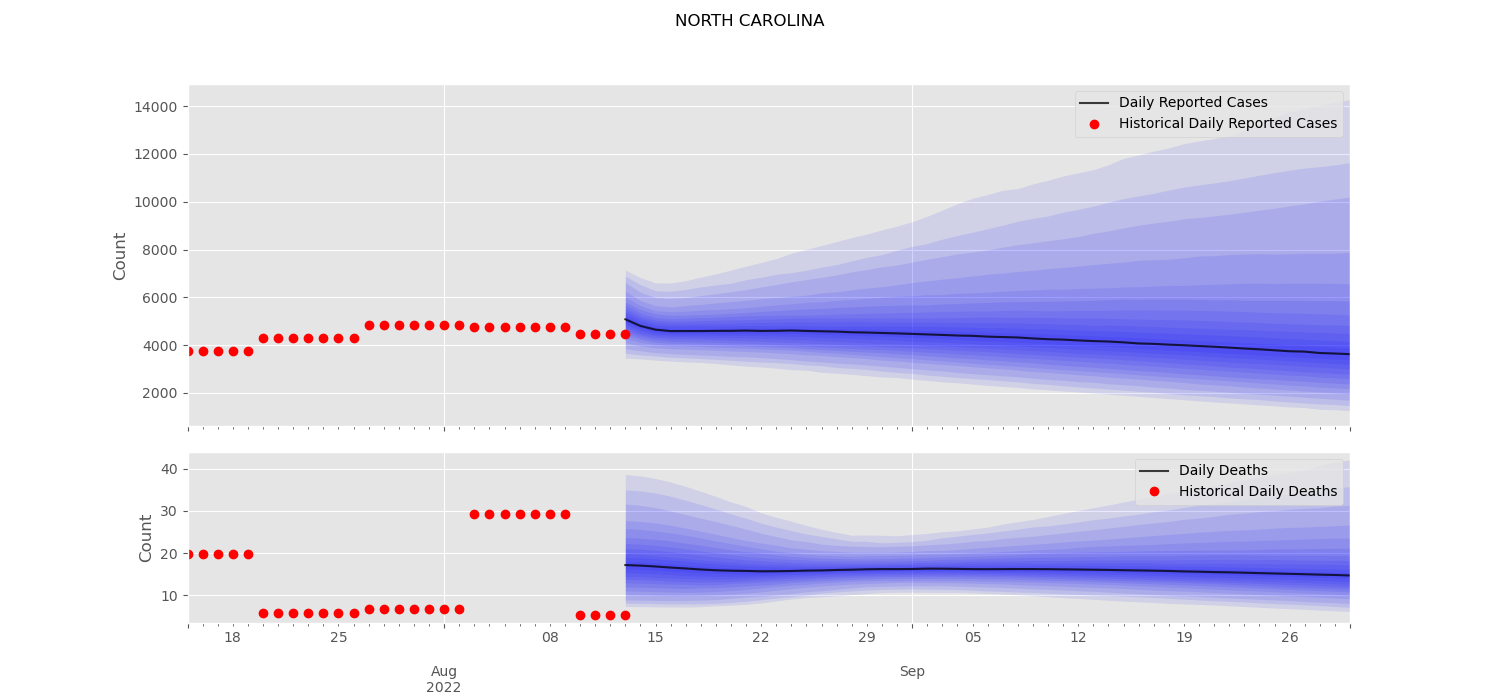 NORTH CAROLINA
14000
12000
10000
8000
6000
4000
2000
Count
Daily Reported Cases
Historical Daily Reported Cases
40
30
20
10
Count
Daily Deaths
Historical Daily Deaths
18 25 08 15 22 29 05 12 19 26
Aug Sep
2022